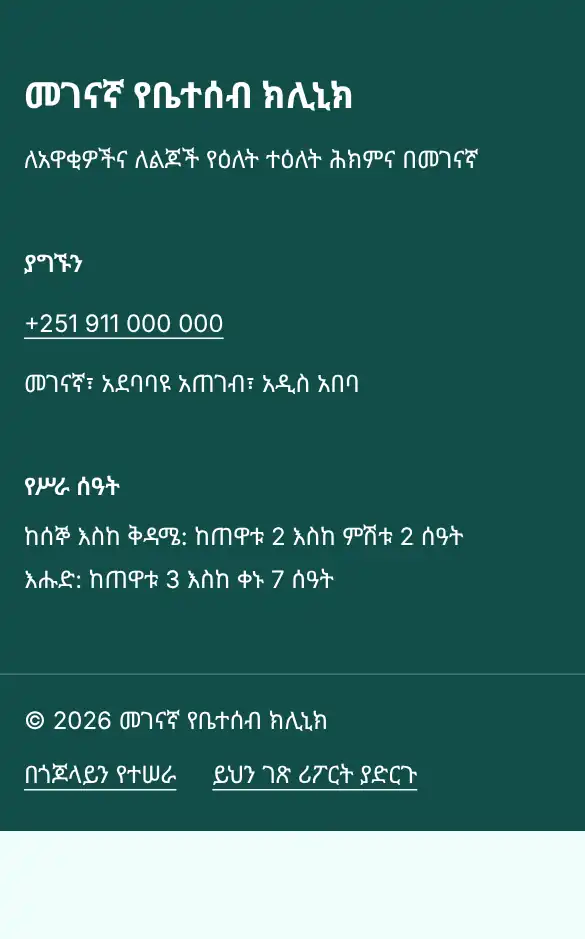 መገናኛ የቤተሰብ ክሊኒክ
ለአዋቂዎችና ለልጆች የዕለት ተዕለት ሕክምና በመገናኛ
ያግኙን
+251 911 000 000
መገናኛ፣ አደባባዩ አጠገብ፣ አዲስ አበባ
የሥራ ሰዓት
ከሰኞ እስከ ቅዳሜ: ከጠዋቱ 2 እስከ ምሽቱ 2 ሰዓት
እሑድ: ከጠዋቱ 3 እስከ ቀኑ 7 ሰዓት
© 2026 መገናኛ የቤተሰብ ክሊኒክ
በጎጆላይን የተሠራ ይህን ገጽ ሪፖርት ያድርጉ